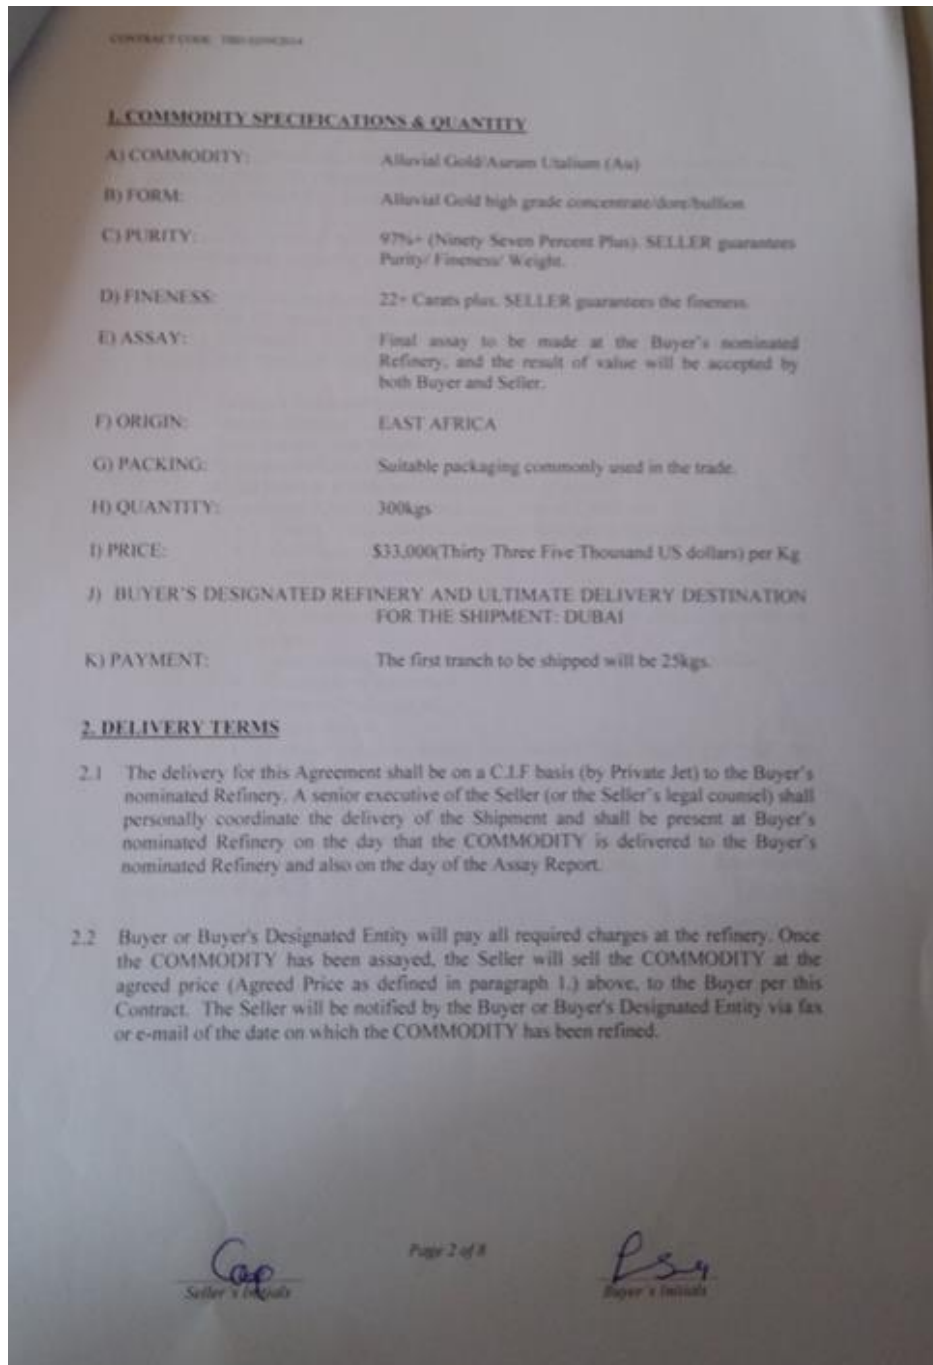 CONTRACT CODE
1. COMMODITY SPECIFICATIONS & QUANTITY
A) COMMODITY: Alluvial Gold/Aurum Utalium (Au)
B) FORM: Alluvial Gold high grade concentrate/dore/bullion
C) PURITY: 97%+ (Ninety Seven Percent Plus). SELLER guarantees
Purity/ Fineness/ Weight.
D) FINENESS: 22+ Carats plus. SELLER guarantees the fineness.
E) ASSAY: Final assay to be made at the Buyer's nominated
Refinery, and the result of value will be accepted by
both Buyer and Seller.
F) ORIGIN: EAST AFRICA
G) PACKING: Suitable packaging commonly used in the trade.
H) QUANTITY: 300kgs
I) PRICE: $33,000(Thirty Three Five Thousand US dollars) per Kg
J) BUYER'S DESIGNATED REFINERY AND ULTIMATE DELIVERY DESTINATION
FOR THE SHIPMENT: DUBAI
K) PAYMENT: The first tranch to be shipped will be 25kgs.
2. DELIVERY TERMS
2.1 The delivery for this Agreement shall be on a C.I.F basis (by Private Jet) to the Buyer's
nominated Refinery. A senior executive of the Seller (or the Seller's legal counsel) shall
personally coordinate the delivery of the Shipment and shall be present at Buyer's
nominated Refinery on the day that the COMMODITY is delivered to the Buyer's
nominated Refinery and also on the day of the Assay Report.
2.2 Buyer or Buyer's Designated Entity will pay all required charges at the refinery. Once
the COMMODITY has been assayed, the Seller will sell the COMMODITY at the
agreed price (Agreed Price as defined in paragraph 1.) above, to the Buyer per this
Contract. The Seller will be notified by the Buyer or Buyer's Designated Entity via fax
or e-mail of the date on which the COMMODITY has been refined.
Page 2 of 8
Seller's Initials Buyer's Initials